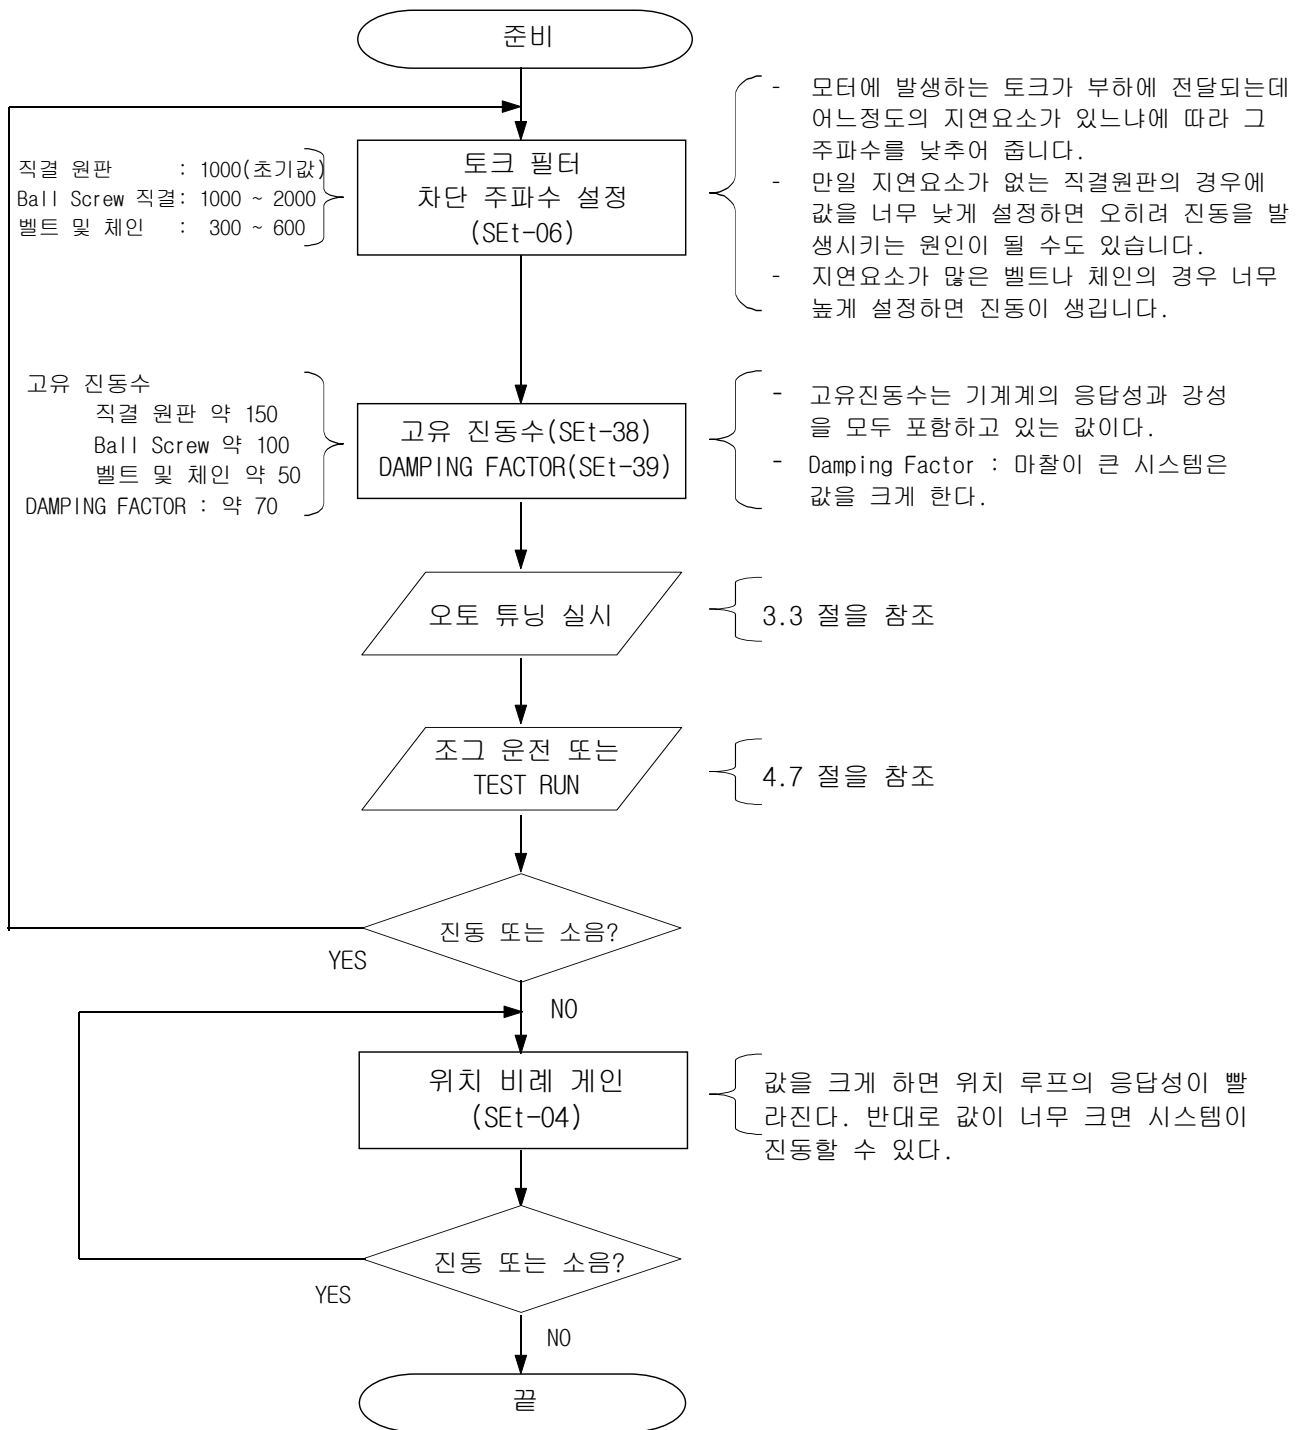 준비
직결 원판 : 1000(초기값)
Ball Screw 직결: 1000 ~ 2000
벨트 및 체인 : 300 ~ 600
토크 필터
차단 주파수 설정
(SEt-06)
- 모터에 발생하는 토크가 부하에 전달되는데
어느정도의 지연요소가 있느냐에 따라 그
주파수를 낮추어 줍니다.
- 만일 지연요소가 없는 직결원판의 경우에
값을 너무 낮게 설정하면 오히려 진동을 발
생시키는 원인이 될 수도 있습니다.
- 지연요소가 많은 벨트나 체인의 경우 너무
높게 설정하면 진동이 생깁니다.
고유 진동수
직결 원판 약 150
Ball Screw 약 100
벨트 및 체인 약 50
DAMPING FACTOR : 약 70
고유 진동수(SEt-38)
DAMPING FACTOR(SEt-39)
- 고유진동수는 기계계의 응답성과 강성
을 모두 포함하고 있는 값이다.
- Damping Factor : 마찰이 큰 시스템은
값을 크게 한다.
오토 튜닝 실시
3.3 절을 참조
조그 운전 또는
TEST RUN
4.7 절을 참조
진동 또는 소음?
YES
NO
위치 비례 게인
(SEt-04)
값을 크게 하면 위치 루프의 응답성이 빨
라진다. 반대로 값이 너무 크면 시스템이
진동할 수 있다.
진동 또는 소음?
YES
NO
끝